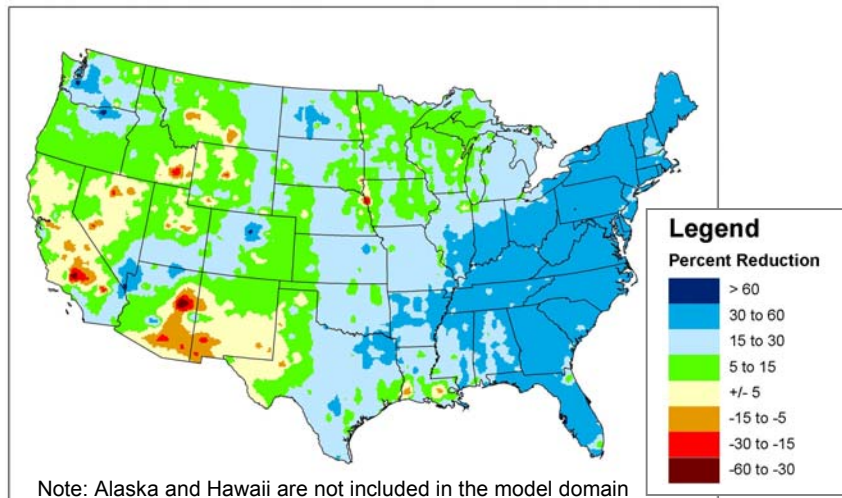 Legend
Percent Reduction
> 60
30 to 60
15 to 30
5 to 15
+/- 5
-15 to -5
-30 to -15
-60 to -30
Note: Alaska and Hawaii are not included in the model domain